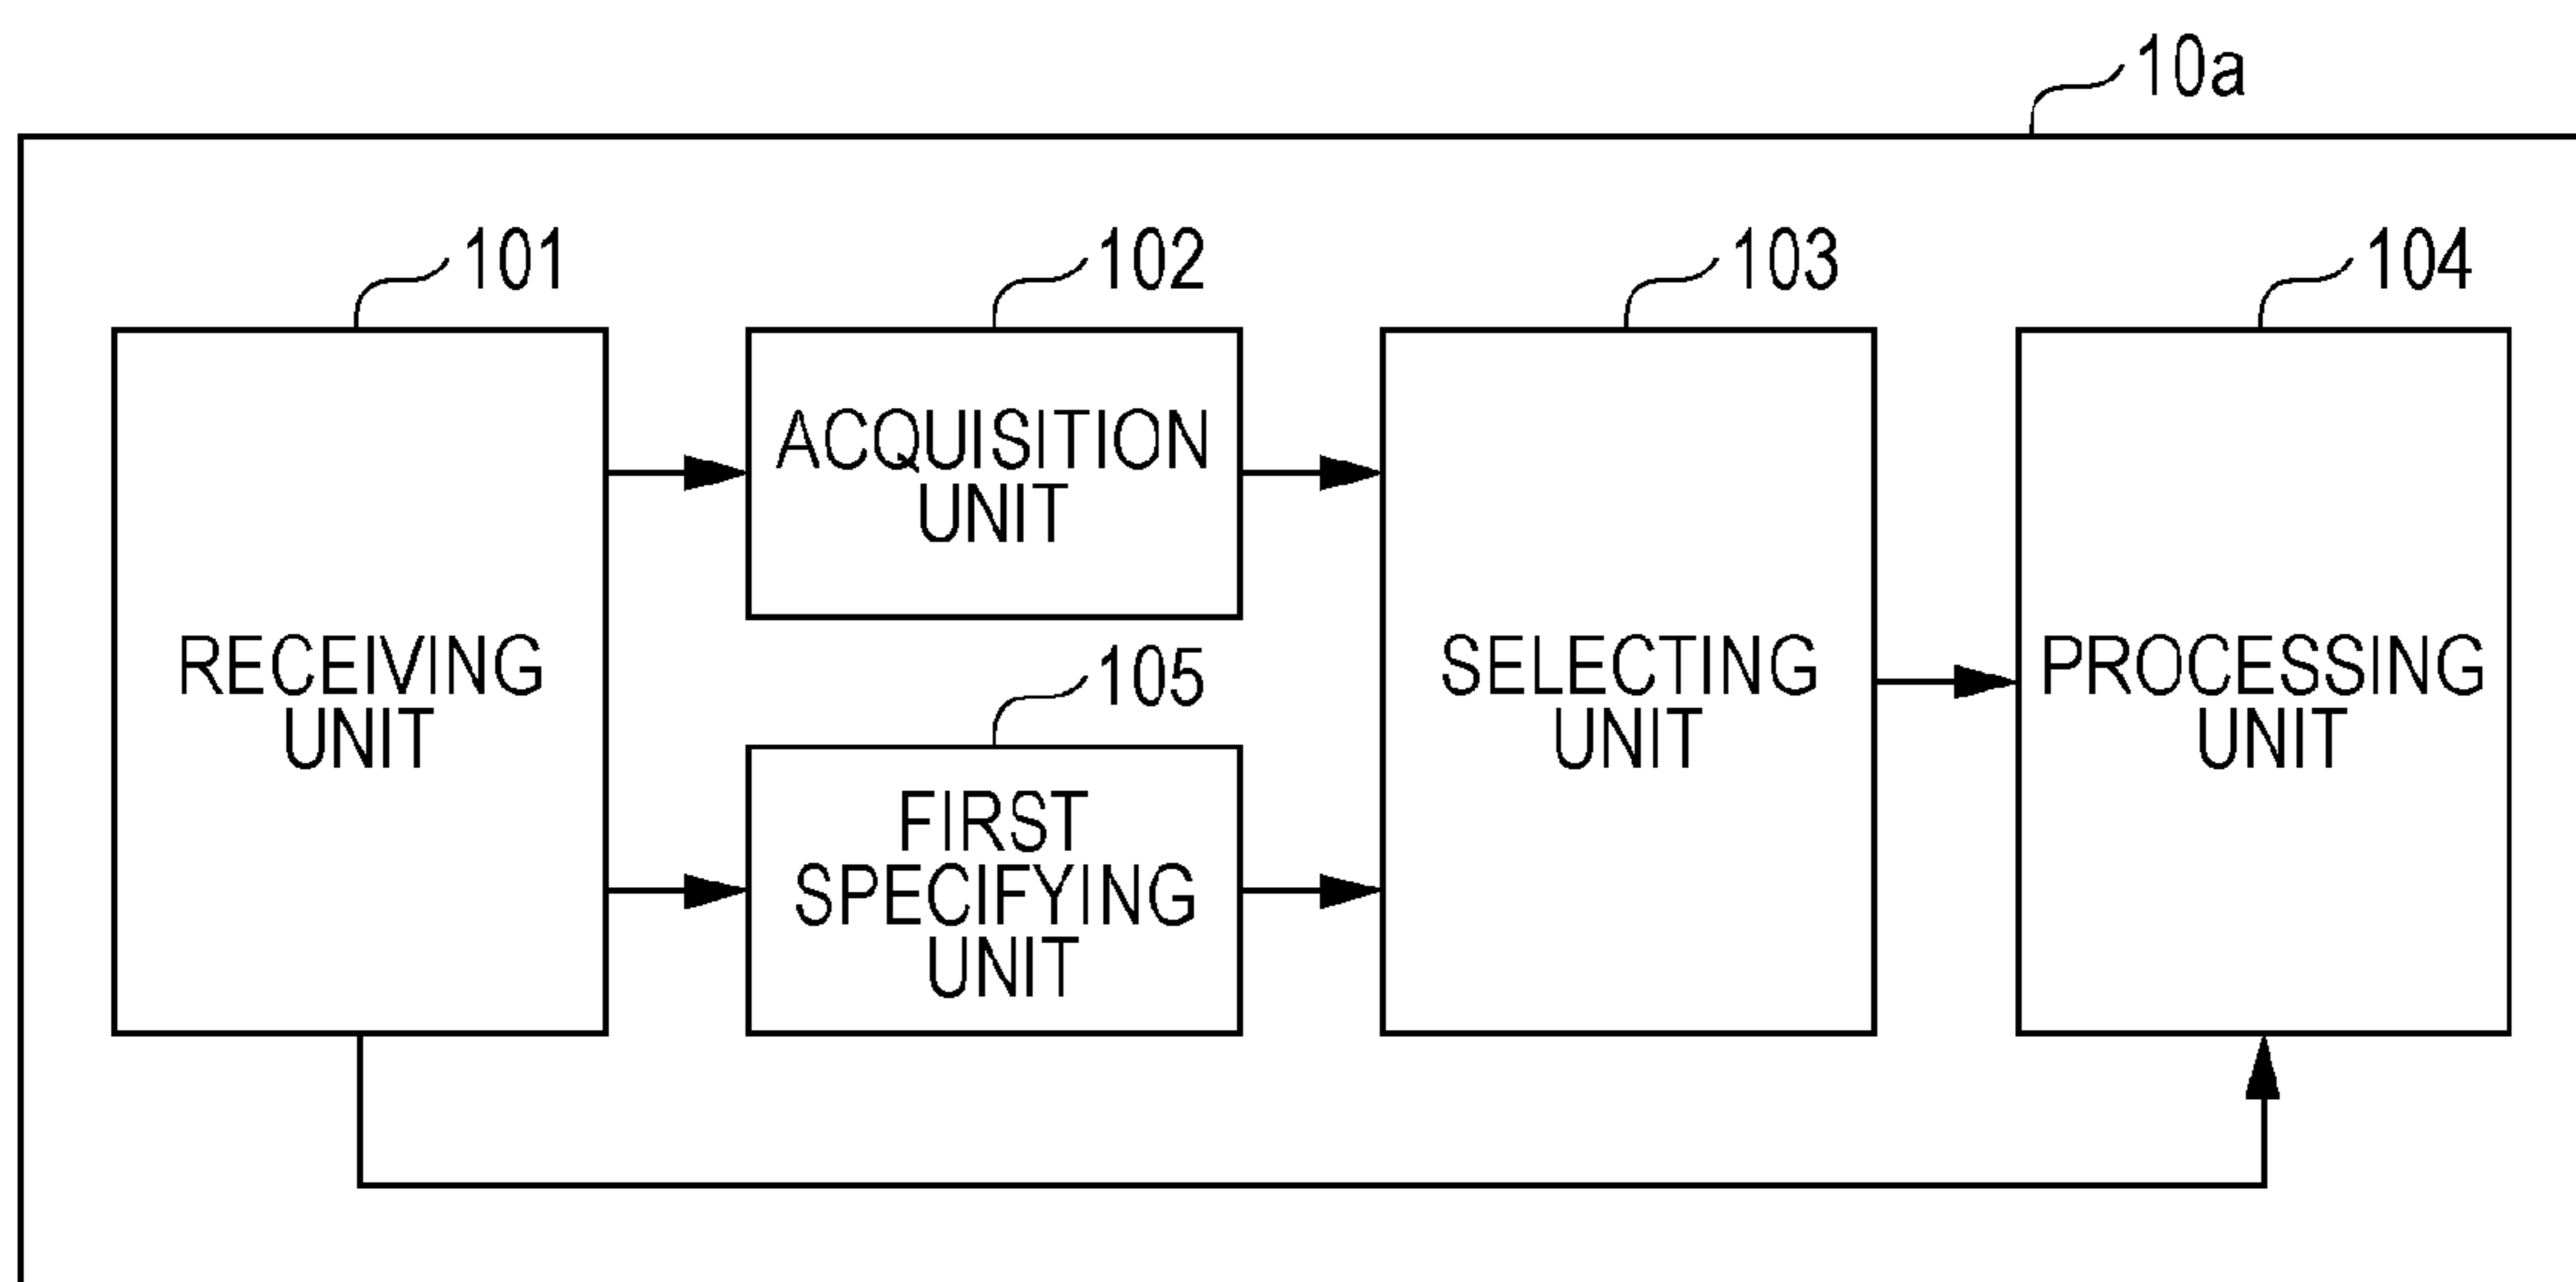 10a
101
102
103
104
RECEIVING
UNIT
ACQUISITION
UNIT
105
FIRST
SPECIFYING
UNIT
SELECTING
UNIT
PROCESSING
UNIT